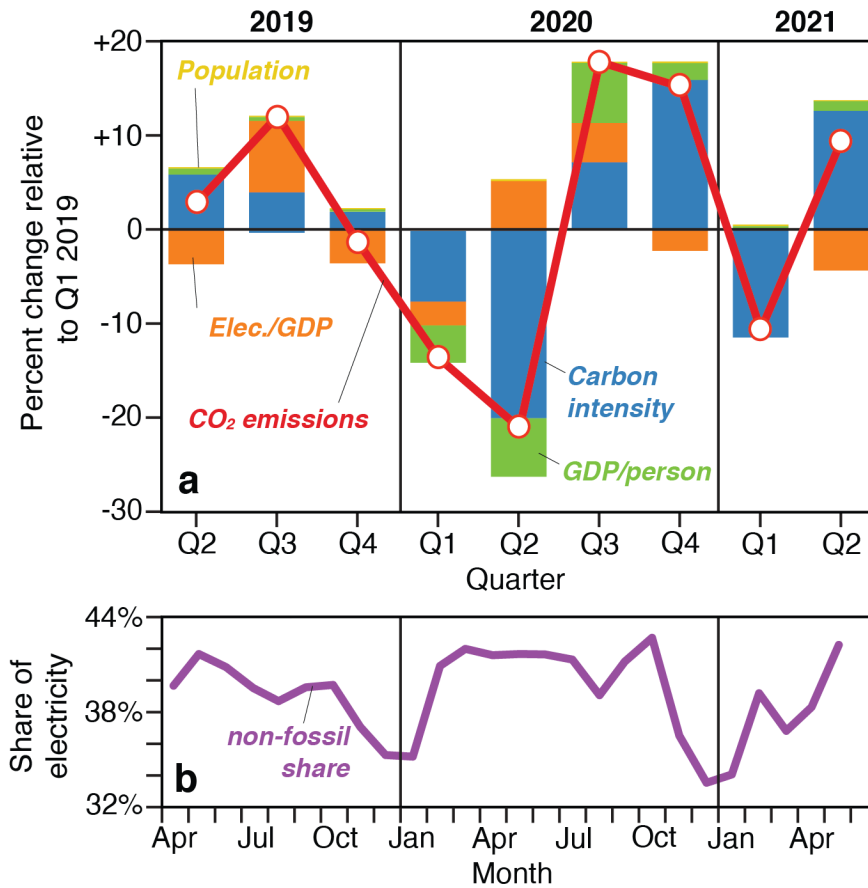 2019 2020 2021
Percent change relative
to Q1 2019
+20
+10
0
-10
-20
-30
Population
Elec./GDP
CO₂ emissions
Carbon
intensity
GDP/person
a
Q2 Q3 Q4 Q1 Q2 Q3 Q4 Q1 Q2
Quarter
Share of
electricity
44%
38%
32%
non-fossil
share
b
Apr Jul Oct Jan Apr Jul Oct Jan Apr
Month